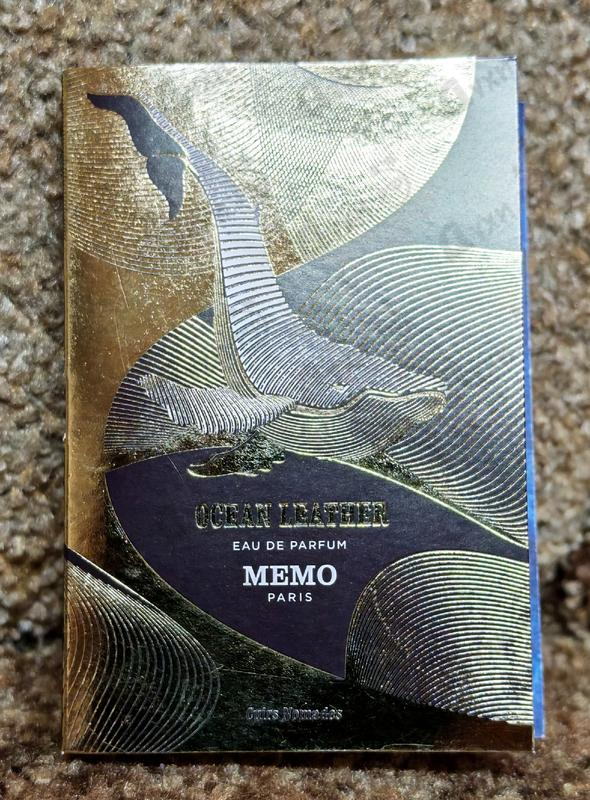 OCEAN LEATHER
EAU DE PARFUM
MEMO
PARIS
Cuirs Nomades